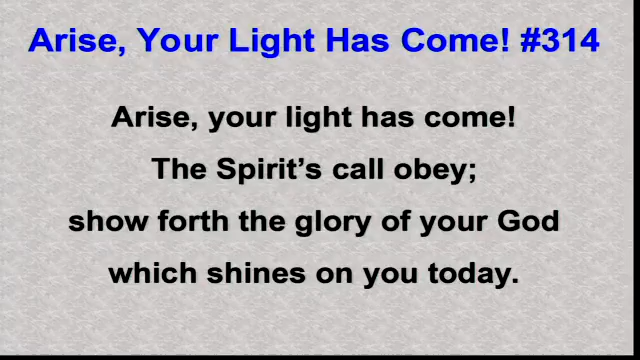 Arise, Your Light Has Come! #314
Arise, your light has come!
The Spirit’s call obey;
show forth the glory of your God
which shines on you today.